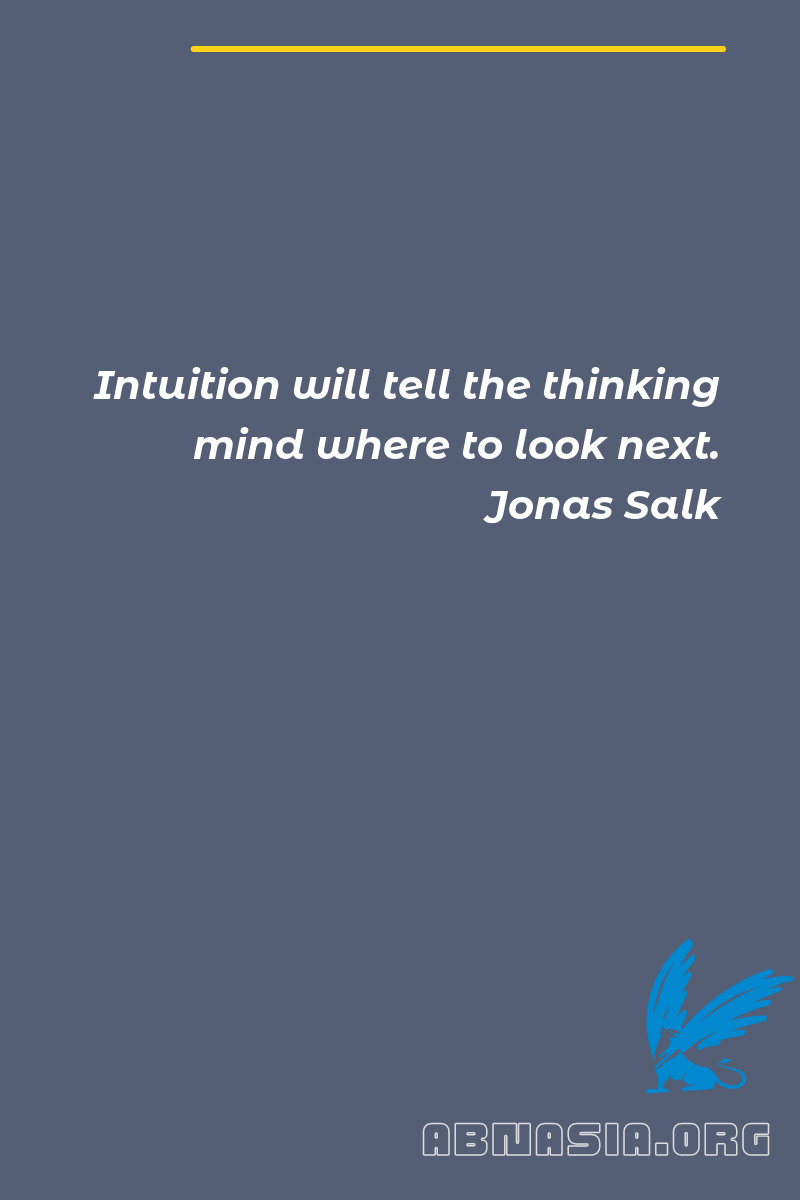 Intuition will tell the thinking
mind where to look next.
Jonas Salk
ABNASIA.ORG